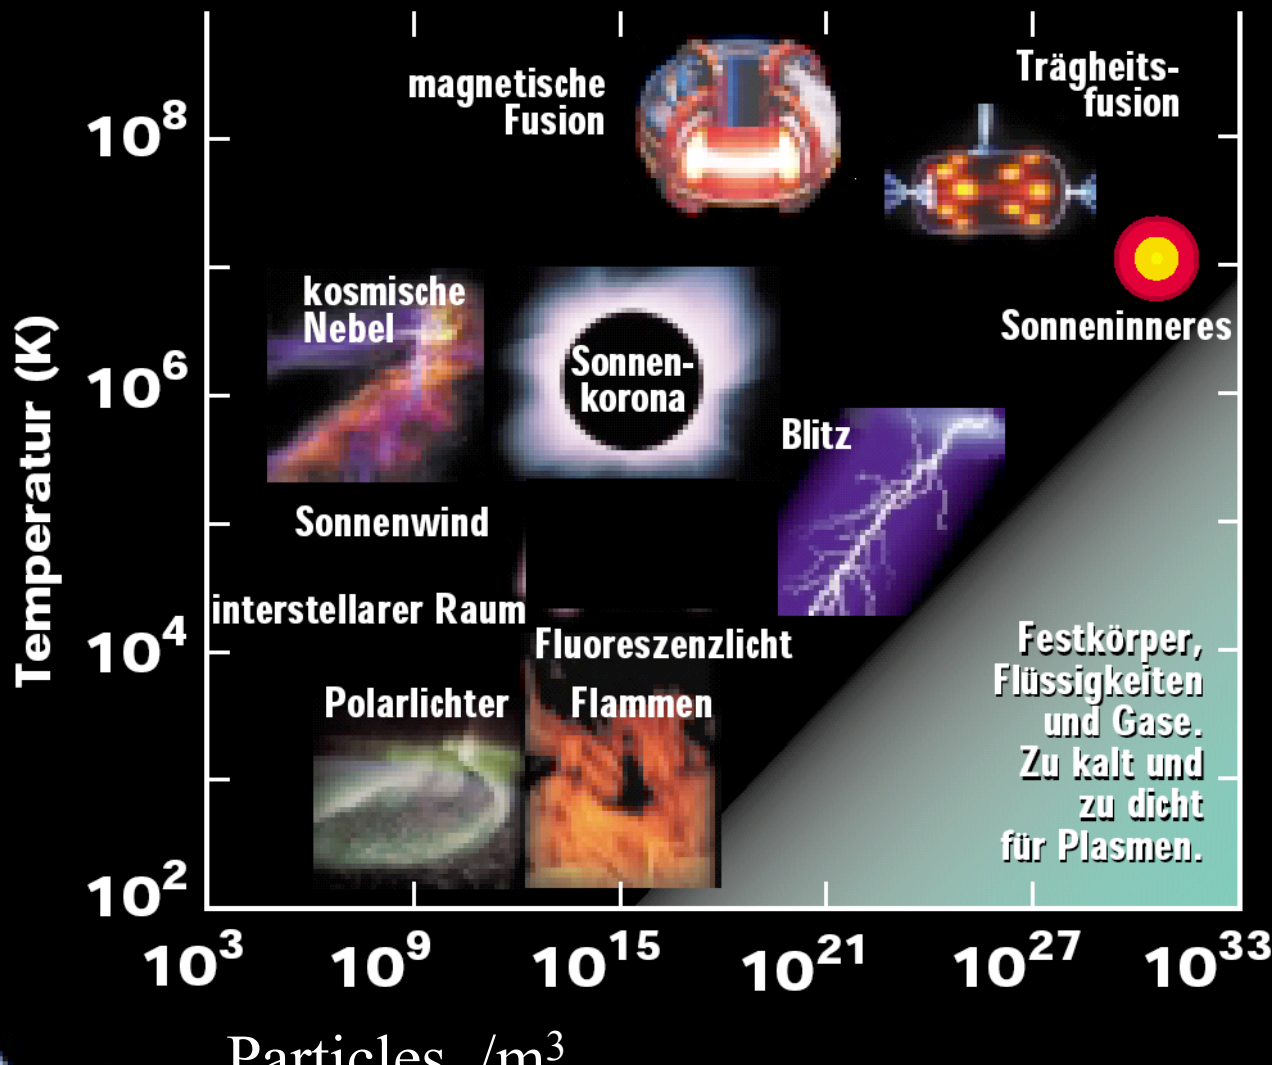 magnetische
Fusion
Trägheits-
fusion
10⁸
kosmische
Nebel
Sonnen-
korona
Sonneninneres
10⁶
Blitz
Temperatur (K)
Sonnenwind
interstellarer Raum
10⁴
Fluoreszenzlicht
Festkörper,
Flüssigkeiten
und Gase.
Zu kalt und
zu dicht
für Plasmen.
Polarlichter
Flammen
10²
10³ 10⁹ 10¹⁵ 10²¹ 10²⁷ 10³³
Particles /m³